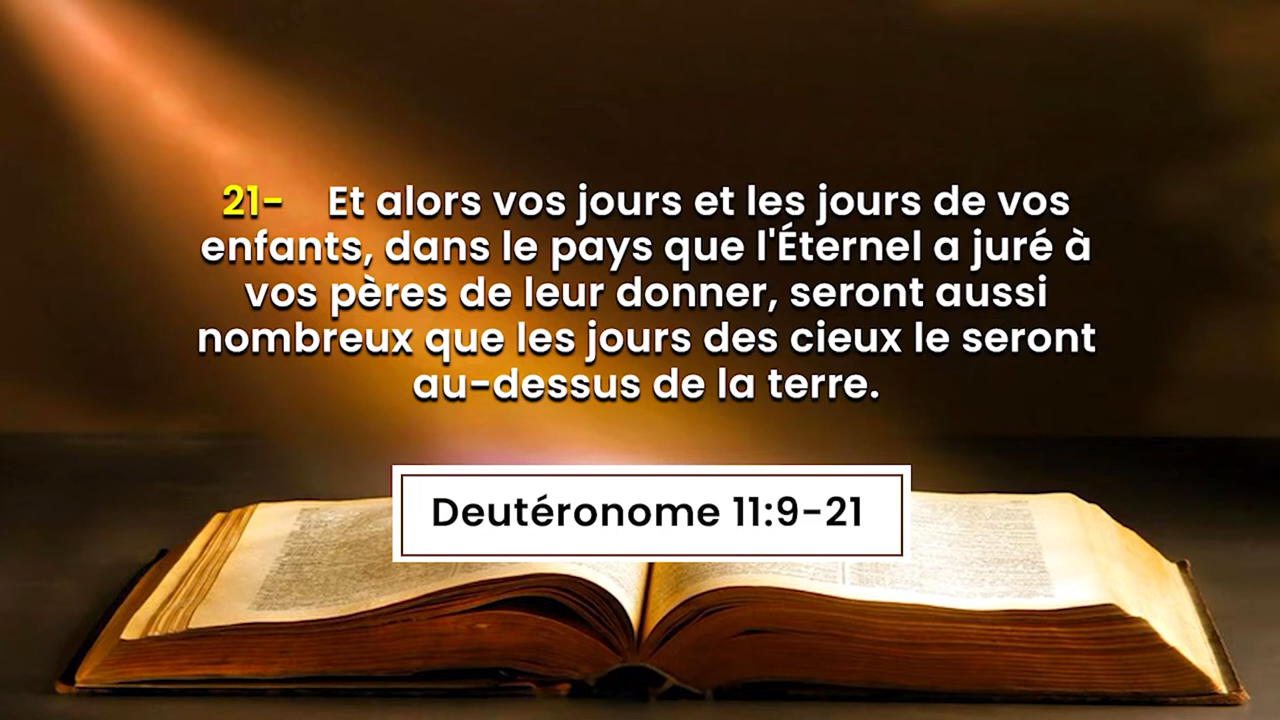 21- Et alors vos jours et les jours de vos
enfants, dans le pays que l'Éternel a juré à
vos pères de leur donner, seront aussi
nombreux que les jours des cieux le seront
au-dessus de la terre.
Deutéronome 11:9-21